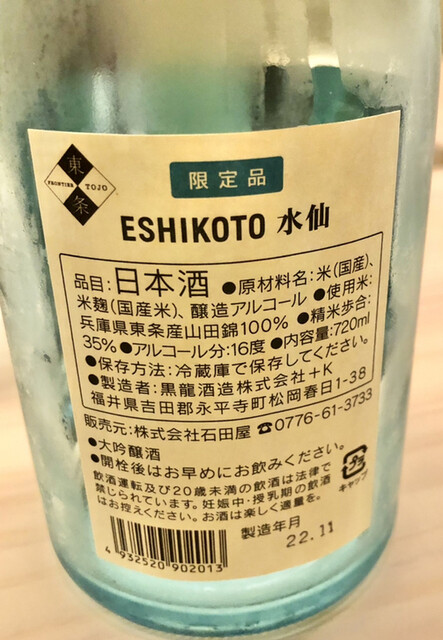 東
FRONTIER TOJO
条
限定品
ESHIKOTO 水仙
品目:日本酒 ●原材料名:米(国産)、
米麹(国産米)、醸造アルコール ●使用米:
兵庫県東条産山田錦100% ●精米歩合:
35% ●アルコール分:16度 ●内容量:720ml
●保存方法:冷蔵庫で保存してください。
●製造者:黒龍酒造株式会社+K
福井県吉田郡永平寺町松岡春日1-38
販売元:株式会社石田屋 ☎0776-61-3733
●大吟醸酒
●開栓後はお早めにお飲みください。
飲酒運転及び20歳未満の飲酒は法律で
禁じられています。妊娠中・授乳期の飲酒
はお控えください。お酒は楽しく適量を。
プラ
キャップ
4 932520 902013
製造年月
22.11